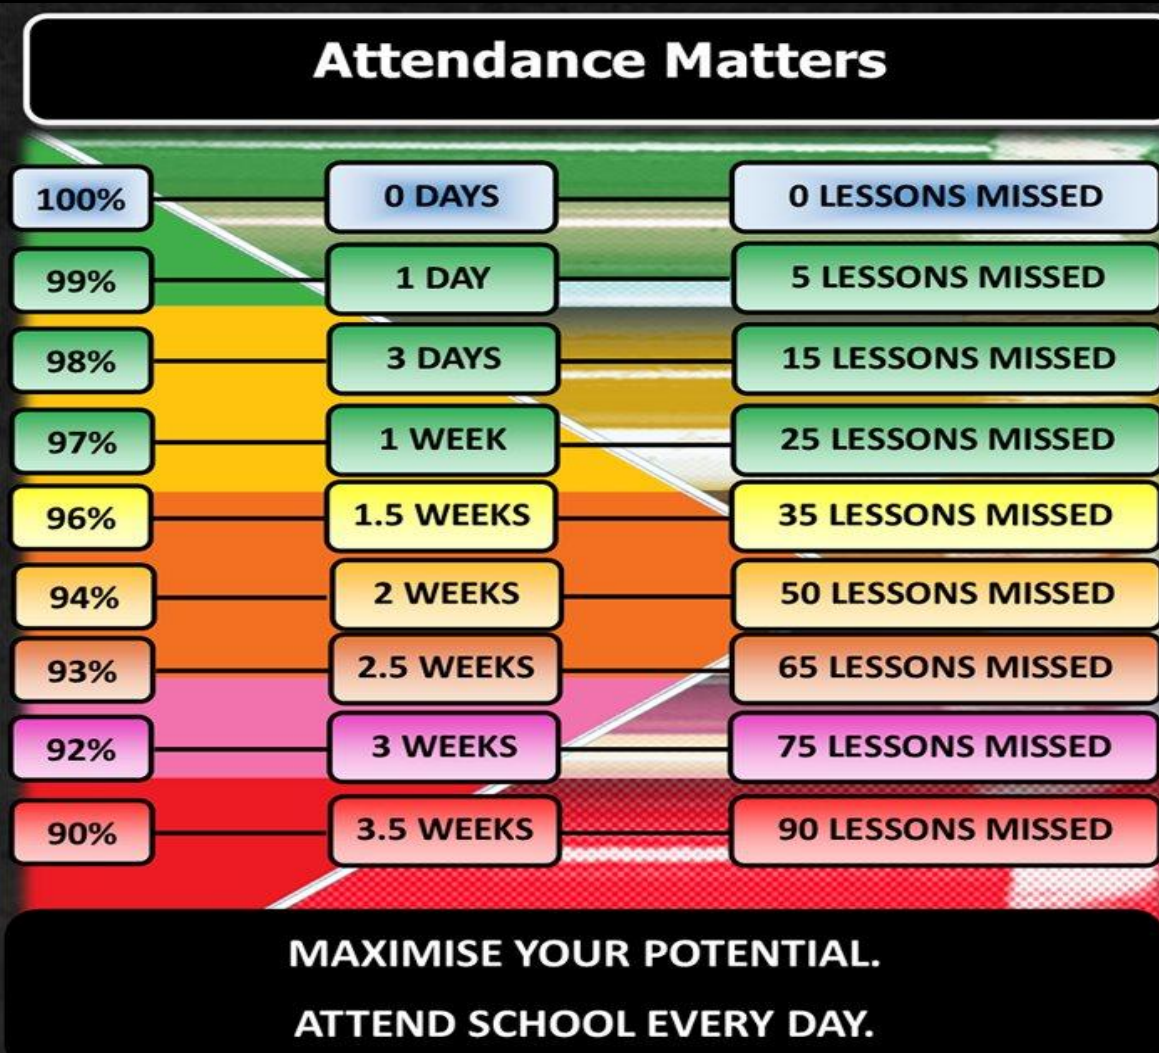 Attendance Matters
100% 0 DAYS 0 LESSONS MISSED
99% 1 DAY 5 LESSONS MISSED
98% 3 DAYS 15 LESSONS MISSED
97% 1 WEEK 25 LESSONS MISSED
96% 1.5 WEEKS 35 LESSONS MISSED
94% 2 WEEKS 50 LESSONS MISSED
93% 2.5 WEEKS 65 LESSONS MISSED
92% 3 WEEKS 75 LESSONS MISSED
90% 3.5 WEEKS 90 LESSONS MISSED
MAXIMISE YOUR POTENTIAL.
ATTEND SCHOOL EVERY DAY.